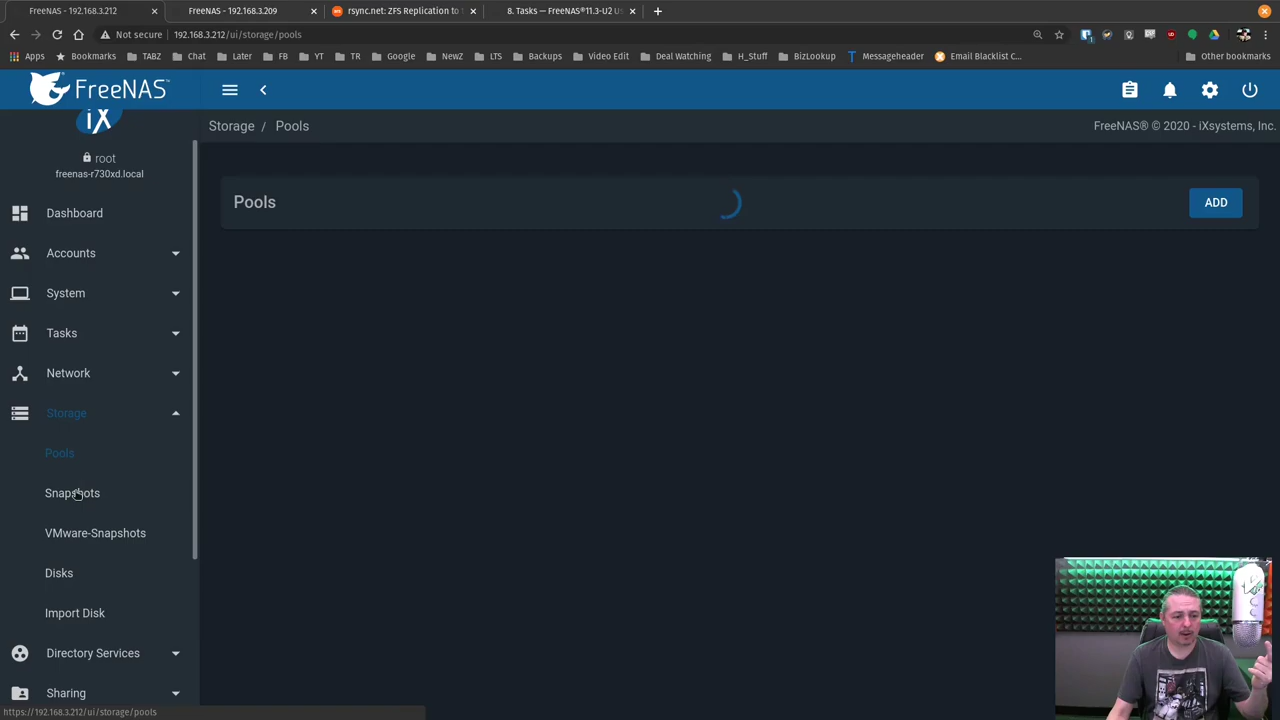 FreeNAS - 192.168.3.212
FreeNAS - 192.168.3.209
rsync.net: ZFS Replication to
8. Tasks — FreeNAS®11.3-U2 U
Not secure 192.168.3.212/ui/storage/pools
Apps Bookmarks TABZ Chat Later FB YT TR Google NewZ LTS Backups Video Edit Deal Watching H_Stuff BizLookup Messageheader Email Blacklist C... Other bookmarks
FreeNAS™
Storage / Pools
FreeNAS® © 2020 - iXsystems, Inc.
iX
root
freenas-r730xd.local
Pools
ADD
Dashboard
Accounts
System
Tasks
Network
Storage
Pools
Snapshots
VMware-Snapshots
Disks
Import Disk
Directory Services
Sharing
https://192.168.3.212/ui/storage/pools